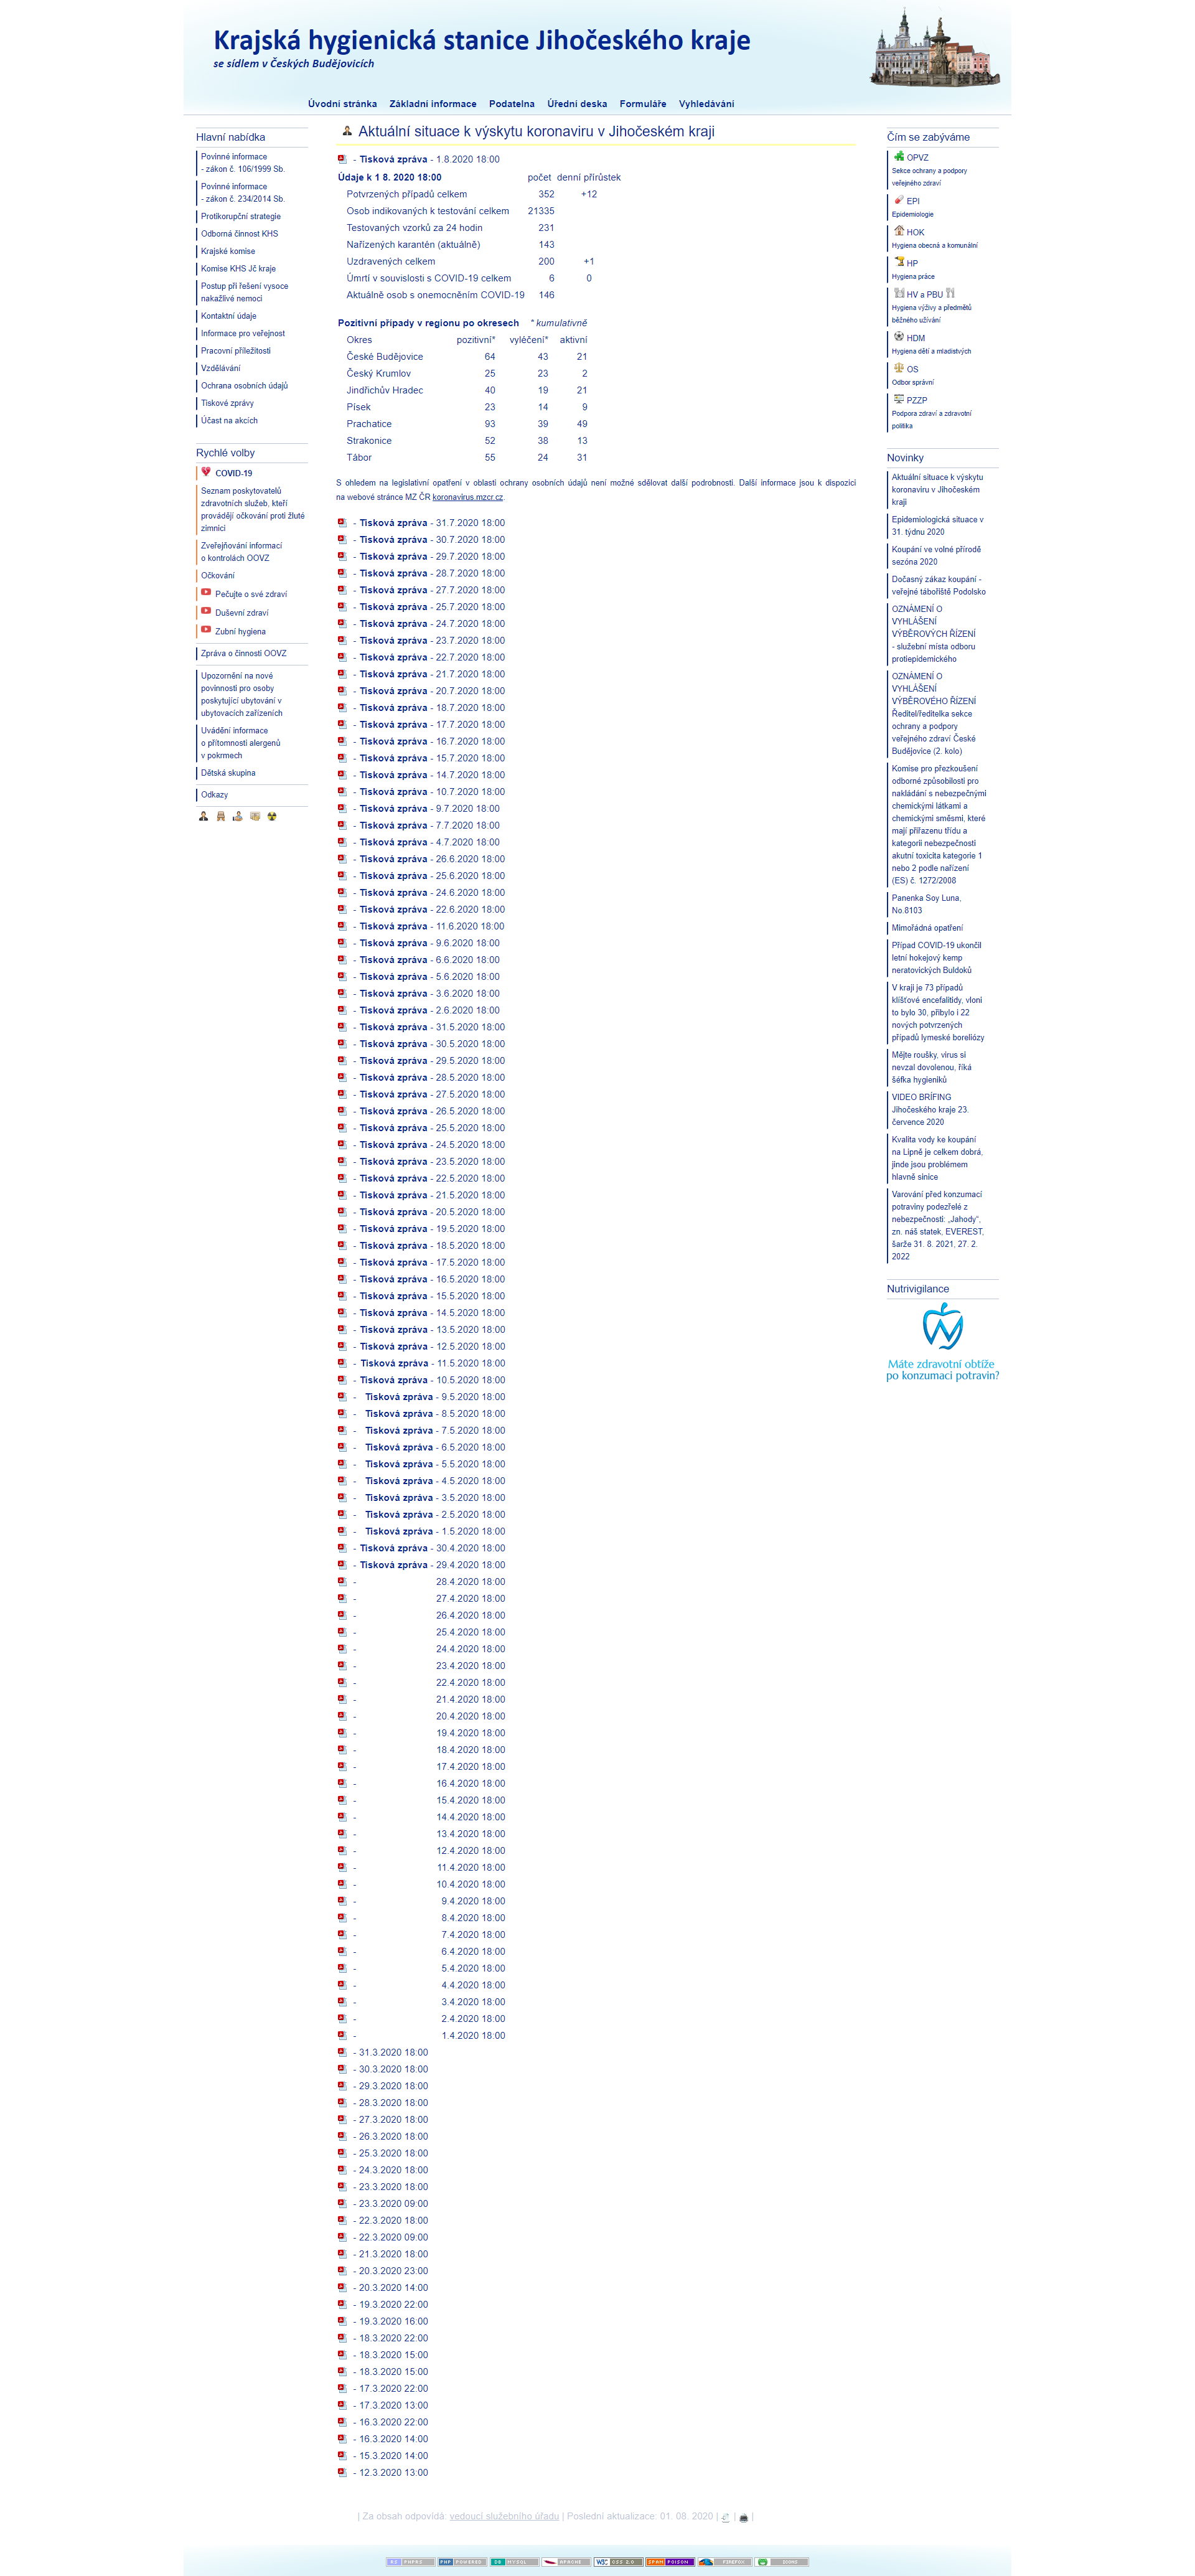 Krajská hygienická stanice Jihočeského kraje
se sídlem v Českých Budějovicích
Úvodní stránka Základní informace Podatelna Úřední deska Formuláře Vyhledávání
Hlavní nabídka
Povinné informace
- zákon č. 106/1999 Sb.
Povinné informace
- zákon č. 234/2014 Sb.
Protikorupční strategie
Odborná činnost KHS
Krajské komise
Komise KHS Jč kraje
Postup při řešení vysoce
nakažlivé nemoci
Kontaktní údaje
Informace pro veřejnost
Pracovní příležitosti
Vzdělávání
Ochrana osobních údajů
Tiskové zprávy
Účast na akcích
Rychlé volby
COVID-19
Seznam poskytovatelů
zdravotních služeb, kteří
provádějí očkování proti žluté
zimnici
Zveřejňování informací
o kontrolách OOVZ
Očkování
Pečujte o své zdraví
Duševní zdraví
Zubní hygiena
Zpráva o činnosti OOVZ
Upozornění na nové
povinnosti pro osoby
poskytující ubytování v
ubytovacích zařízeních
Uvádění informace
o přítomnosti alergenů
v pokrmech
Dětská skupina
Odkazy
Aktuální situace k výskytu koronaviru v Jihočeském kraji
- Tisková zpráva - 1.8.2020 18:00
Údaje k 1 8. 2020 18:00 počet denní přírůstek
Potvrzených případů celkem 352 +12
Osob indikovaných k testování celkem 21335
Testovaných vzorků za 24 hodin 231
Nařízených karantén (aktuálně) 143
Uzdravených celkem 200 +1
Úmrtí v souvislosti s COVID-19 celkem 6 0
Aktuálně osob s onemocněním COVID-19 146
Pozitivní případy v regionu po okresech * kumulativně
Okres pozitivní* vyléčení* aktivní
České Budějovice 64 43 21
Český Krumlov 25 23 2
Jindřichův Hradec 40 19 21
Písek 23 14 9
Prachatice 93 39 49
Strakonice 52 38 13
Tábor 55 24 31
S ohledem na legislativní opatření v oblasti ochrany osobních údajů není možné sdělovat další podrobnosti. Další informace jsou k dispozici
na webové stránce MZ ČR koronavirus.mzcr.cz.
- Tisková zpráva - 31.7.2020 18:00
- Tisková zpráva - 30.7.2020 18:00
- Tisková zpráva - 29.7.2020 18:00
- Tisková zpráva - 28.7.2020 18:00
- Tisková zpráva - 27.7.2020 18:00
- Tisková zpráva - 25.7.2020 18:00
- Tisková zpráva - 24.7.2020 18:00
- Tisková zpráva - 23.7.2020 18:00
- Tisková zpráva - 22.7.2020 18:00
- Tisková zpráva - 21.7.2020 18:00
- Tisková zpráva - 20.7.2020 18:00
- Tisková zpráva - 18.7.2020 18:00
- Tisková zpráva - 17.7.2020 18:00
- Tisková zpráva - 16.7.2020 18:00
- Tisková zpráva - 15.7.2020 18:00
- Tisková zpráva - 14.7.2020 18:00
- Tisková zpráva - 10.7.2020 18:00
- Tisková zpráva - 9.7.2020 18:00
- Tisková zpráva - 7.7.2020 18:00
- Tisková zpráva - 4.7.2020 18:00
- Tisková zpráva - 26.6.2020 18:00
- Tisková zpráva - 25.6.2020 18:00
- Tisková zpráva - 24.6.2020 18:00
- Tisková zpráva - 22.6.2020 18:00
- Tisková zpráva - 11.6.2020 18:00
- Tisková zpráva - 9.6.2020 18:00
- Tisková zpráva - 6.6.2020 18:00
- Tisková zpráva - 5.6.2020 18:00
- Tisková zpráva - 3.6.2020 18:00
- Tisková zpráva - 2.6.2020 18:00
- Tisková zpráva - 31.5.2020 18:00
- Tisková zpráva - 30.5.2020 18:00
- Tisková zpráva - 29.5.2020 18:00
- Tisková zpráva - 28.5.2020 18:00
- Tisková zpráva - 27.5.2020 18:00
- Tisková zpráva - 26.5.2020 18:00
- Tisková zpráva - 25.5.2020 18:00
- Tisková zpráva - 24.5.2020 18:00
- Tisková zpráva - 23.5.2020 18:00
- Tisková zpráva - 22.5.2020 18:00
- Tisková zpráva - 21.5.2020 18:00
- Tisková zpráva - 20.5.2020 18:00
- Tisková zpráva - 19.5.2020 18:00
- Tisková zpráva - 18.5.2020 18:00
- Tisková zpráva - 17.5.2020 18:00
- Tisková zpráva - 16.5.2020 18:00
- Tisková zpráva - 15.5.2020 18:00
- Tisková zpráva - 14.5.2020 18:00
- Tisková zpráva - 13.5.2020 18:00
- Tisková zpráva - 12.5.2020 18:00
- Tisková zpráva - 11.5.2020 18:00
- Tisková zpráva - 10.5.2020 18:00
- Tisková zpráva - 9.5.2020 18:00
- Tisková zpráva - 8.5.2020 18:00
- Tisková zpráva - 7.5.2020 18:00
- Tisková zpráva - 6.5.2020 18:00
- Tisková zpráva - 5.5.2020 18:00
- Tisková zpráva - 4.5.2020 18:00
- Tisková zpráva - 3.5.2020 18:00
- Tisková zpráva - 2.5.2020 18:00
- Tisková zpráva - 1.5.2020 18:00
- Tisková zpráva - 30.4.2020 18:00
- Tisková zpráva - 29.4.2020 18:00
- 28.4.2020 18:00
- 27.4.2020 18:00
- 26.4.2020 18:00
- 25.4.2020 18:00
- 24.4.2020 18:00
- 23.4.2020 18:00
- 22.4.2020 18:00
- 21.4.2020 18:00
- 20.4.2020 18:00
- 19.4.2020 18:00
- 18.4.2020 18:00
- 17.4.2020 18:00
- 16.4.2020 18:00
- 15.4.2020 18:00
- 14.4.2020 18:00
- 13.4.2020 18:00
- 12.4.2020 18:00
- 11.4.2020 18:00
- 10.4.2020 18:00
- 9.4.2020 18:00
- 8.4.2020 18:00
- 7.4.2020 18:00
- 6.4.2020 18:00
- 5.4.2020 18:00
- 4.4.2020 18:00
- 3.4.2020 18:00
- 2.4.2020 18:00
- 1.4.2020 18:00
- 31.3.2020 18:00
- 30.3.2020 18:00
- 29.3.2020 18:00
- 28.3.2020 18:00
- 27.3.2020 18:00
- 26.3.2020 18:00
- 25.3.2020 18:00
- 24.3.2020 18:00
- 23.3.2020 18:00
- 23.3.2020 09:00
- 22.3.2020 18:00
- 22.3.2020 09:00
- 21.3.2020 18:00
- 20.3.2020 23:00
- 20.3.2020 14:00
- 19.3.2020 22:00
- 19.3.2020 16:00
- 18.3.2020 22:00
- 18.3.2020 15:00
- 18.3.2020 15:00
- 17.3.2020 22:00
- 17.3.2020 13:00
- 16.3.2020 22:00
- 16.3.2020 14:00
- 15.3.2020 14:00
- 12.3.2020 13:00
Čím se zabýváme
OPVZ
Sekce ochrany a podpory
veřejného zdraví
EPI
Epidemiologie
HOK
Hygiena obecná a komunální
HP
Hygiena práce
HV a PBU
Hygiena výživy a předmětů
běžného užívání
HDM
Hygiena dětí a mladistvých
OS
Odbor správní
PZZP
Podpora zdraví a zdravotní
politika
Novinky
Aktuální situace k výskytu
koronaviru v Jihočeském
kraji
Epidemiologická situace v
31. týdnu 2020
Koupání ve volné přírodě
sezóna 2020
Dočasný zákaz koupání -
veřejné tábořiště Podolsko
OZNÁMENÍ O
VYHLÁŠENÍ
VÝBĚROVÝCH ŘÍZENÍ
- služební místa odboru
protiepidemického
OZNÁMENÍ O
VYHLÁŠENÍ
VÝBĚROVÉHO ŘÍZENÍ
Ředitel/ředitelka sekce
ochrany a podpory
veřejného zdraví České
Budějovice (2. kolo)
Komise pro přezkoušení
odborné způsobilosti pro
nakládání s nebezpečnými
chemickými látkami a
chemickými směsmi, které
mají přiřazenu třídu a
kategorii nebezpečnosti
akutní toxicita kategorie 1
nebo 2 podle nařízení
(ES) č. 1272/2008
Panenka Soy Luna,
No.8103
Mimořádná opatření
Případ COVID-19 ukončil
letní hokejový kemp
neratovických Buldoků
V kraji je 73 případů
klíšťové encefalitidy, vloni
to bylo 30, přibylo i 22
nových potvrzených
případů lymeské boreliózy
Mějte roušky, virus si
nevzal dovolenou, říká
šéfka hygieniků
VIDEO BRÍFING
Jihočeského kraje 23.
července 2020
Kvalita vody ke koupání
na Lipně je celkem dobrá,
jinde jsou problémem
hlavně sinice
Varování před konzumací
potraviny podezřelé z
nebezpečnosti: „Jahody“,
zn. náš statek, EVEREST,
šarže 31. 8. 2021, 27. 2.
2022
Nutrivigilance
Máte zdravotní obtíže
po konzumaci potravin?
| Za obsah odpovídá: vedoucí služebního úřadu | Poslední aktualizace: 01. 08. 2020 | | |
PHP POWERED DB MYSQL APACHE W3C CSS 2.0 SPAM POISON FIREFOX